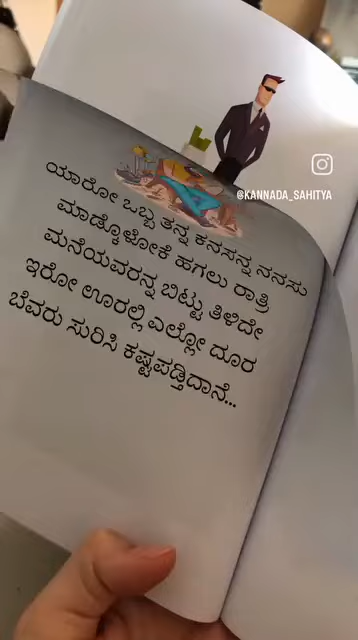 @KANNADA_SAHITYA
ಯಾರೋ ಒಬ್ಬ ತನ್ನ ಕನಸನ್ನ ನನಸು
ಮಾಡ್ಕೊಳೋಕೆ ಹಗಲು ರಾತ್ರಿ
ಮನೆಯವರನ್ನ ಬಿಟ್ಟು ತಿಳಿದೇ
ಇರೋ ಊರಲ್ಲಿ ಎಲ್ಲೋ ದೂರ
ಬೆವರು ಸುರಿಸಿ ಕಷ್ಟಪಡ್ತಿದಾನೆ...